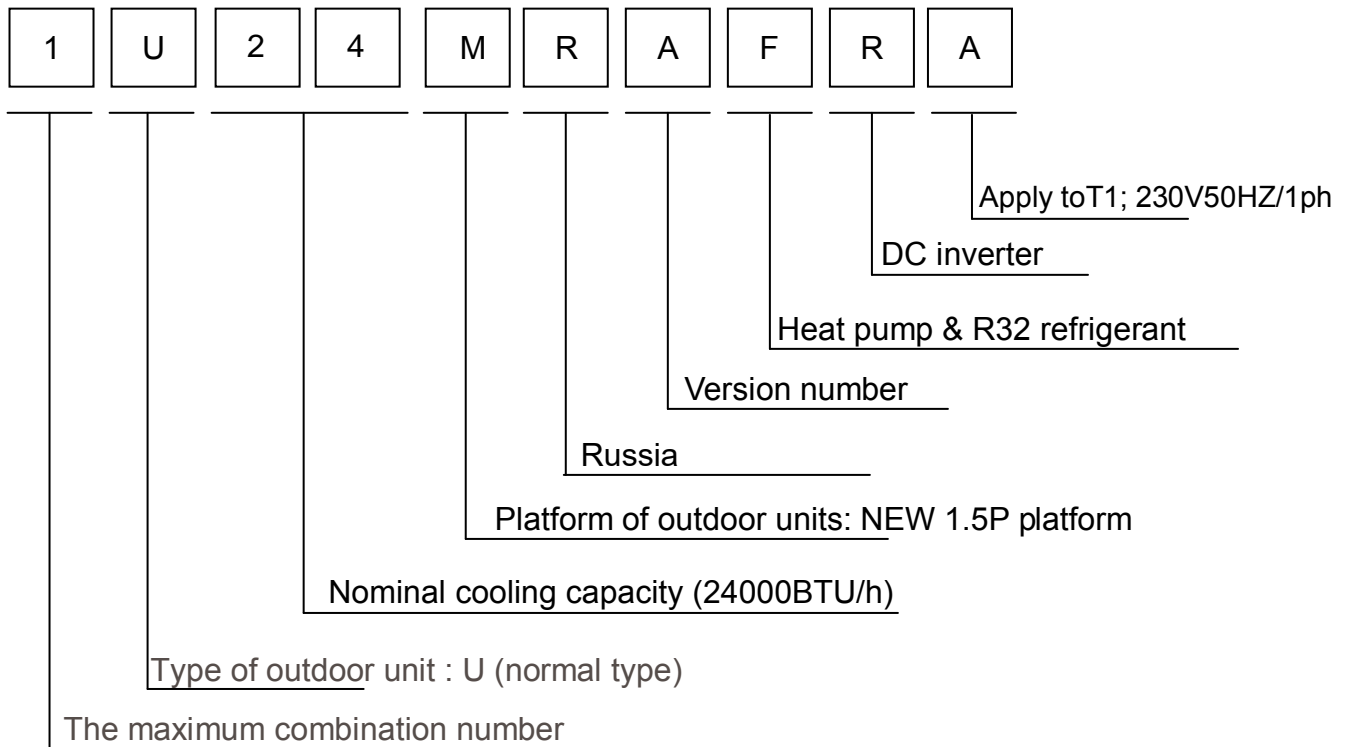 1 U 2 4 M R A F R A
Apply toT1; 230V50HZ/1ph
DC inverter
Heat pump & R32 refrigerant
Version number
Russia
Platform of outdoor units: NEW 1.5P platform
Nominal cooling capacity (24000BTU/h)
Type of outdoor unit : U (normal type)
The maximum combination number